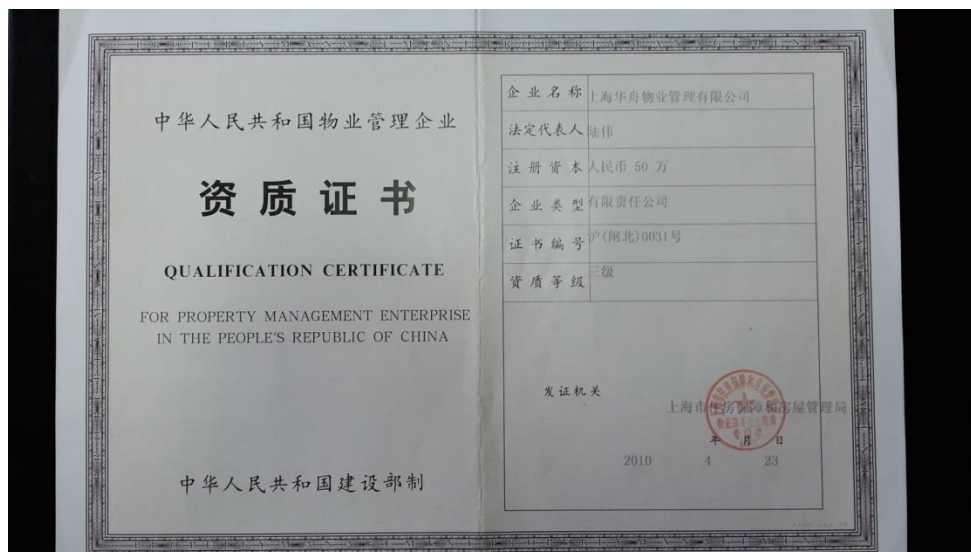 中华人民共和国物业管理企业
资质证书
QUALIFICATION CERTIFICATE
FOR PROPERTY MANAGEMENT ENTERPRISE
IN THE PEOPLE'S REPUBLIC OF CHINA
中华人民共和国建设部制
企业名称 上海华舟物业管理有限公司
法定代表人 陆伟
注册资本 人民币 50 万
企业类型 有限责任公司
证书编号 沪(闸北)0031号
资质等级 三级
发证机关
上海市住房保障和房屋管理局
年 月 日
2010 4 23